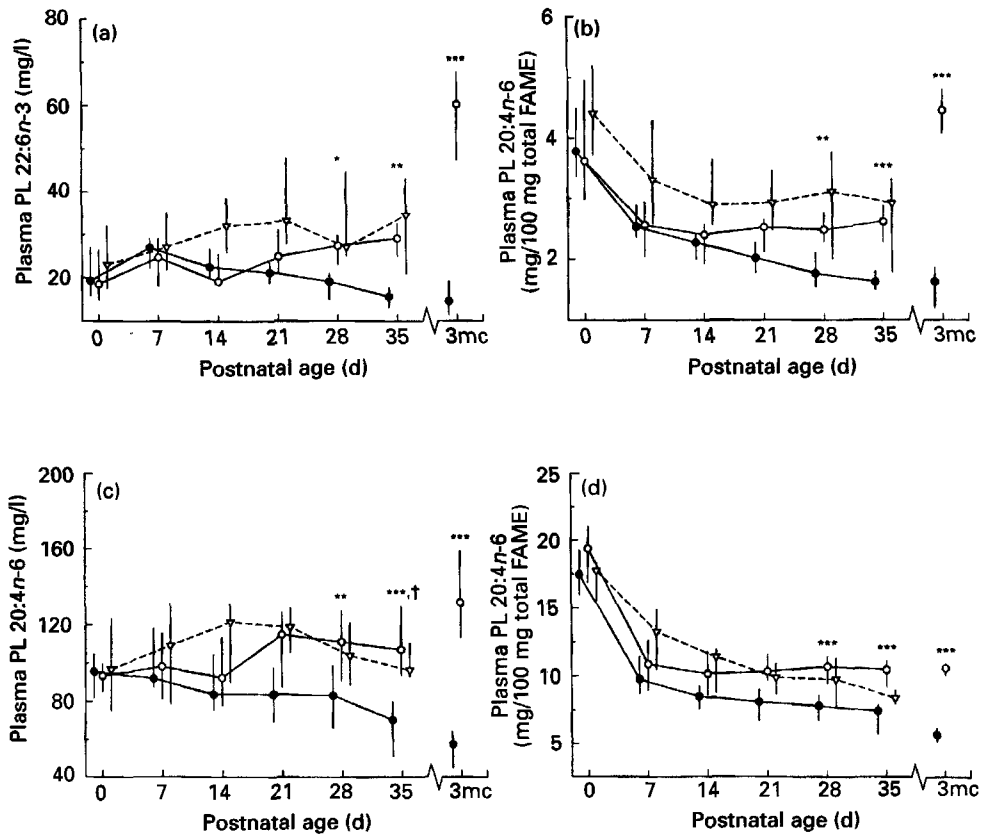 (a)
Plasma PL 22:6n-3 (mg/l)
80
60
40
20
***
*
**
0 7 14 21 28 35 3mc
Postnatal age (d)
(b)
Plasma PL 20:4n-6
(mg/100 mg total FAME)
6
4
2
***
**
***
0 7 14 21 28 35 3mc
Postnatal age (d)
(c)
Plasma PL 20:4n-6 (mg/l)
200
160
120
80
40
***
**
***,†
0 7 14 21 28 35 3mc
Postnatal age (d)
(d)
Plasma PL 20:4n-6
(mg/100 mg total FAME)
25
20
15
10
5
***
***
***
0 7 14 21 28 35 3mc
Postnatal age (d)